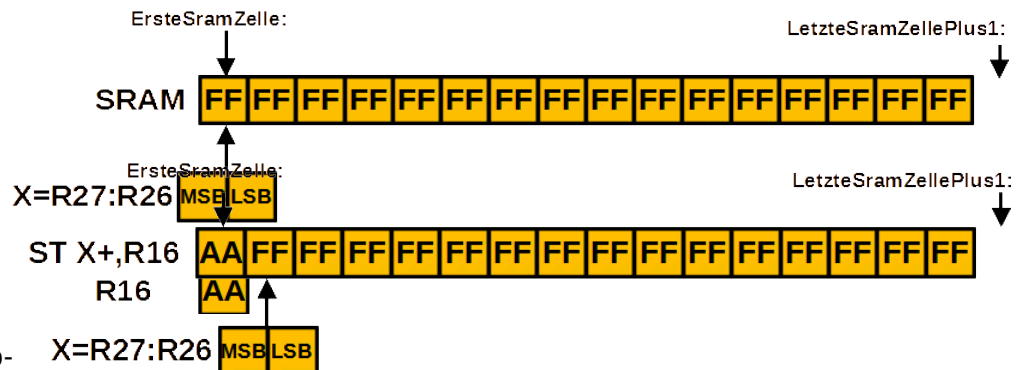 ErsteSramZelle:
LetzteSramZellePlus1:
SRAM FF FF FF FF FF FF FF FF FF FF FF FF FF FF FF FF
ErsteSramZelle:
LetzteSramZellePlus1:
X=R27:R26 MSB LSB
ST X+,R16 AA FF FF FF FF FF FF FF FF FF FF FF FF FF FF FF
R16 AA
X=R27:R26 MSB LSB